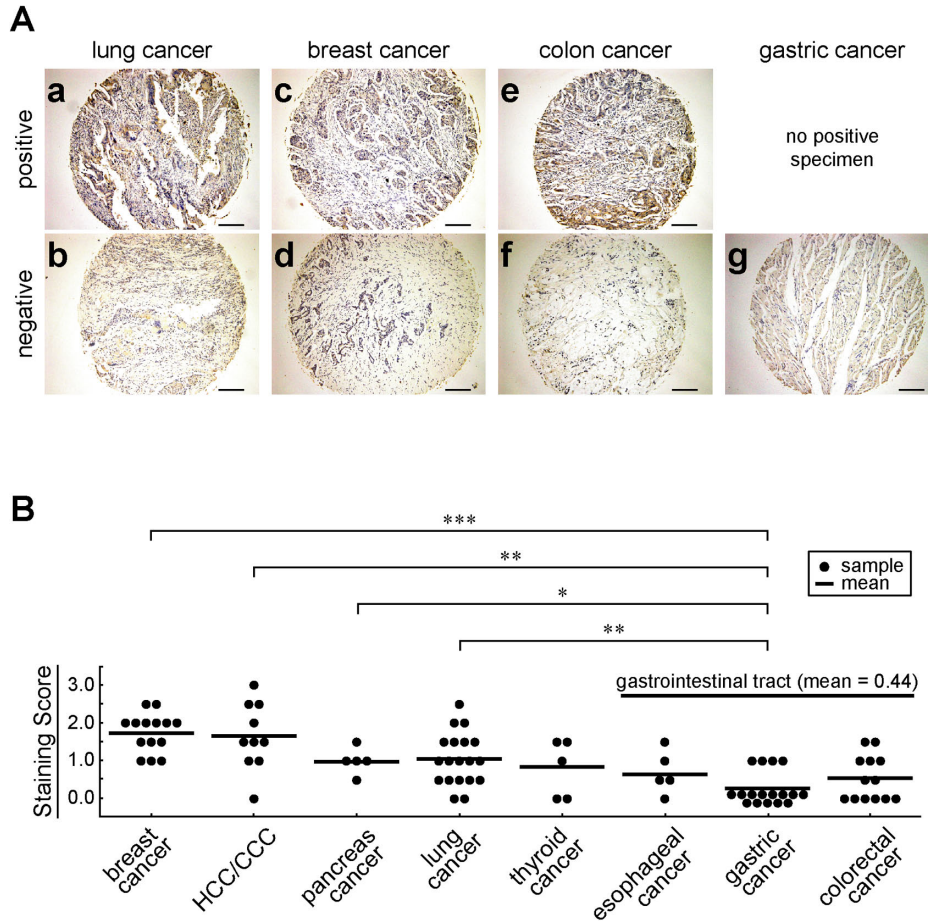 A
lung cancer
breast cancer
colon cancer
gastric cancer
positive
a
c
e
no positive
specimen
negative
b
d
f
g
B
***
**
*
**
sample
mean
gastrointestinal tract (mean = 0.44)
Staining Score
3.0
2.0
1.0
0.0
breast
cancer
HCC/CCC
pancreas
cancer
lung
cancer
thyroid
cancer
esophageal
cancer
gastric
cancer
colorectal
cancer